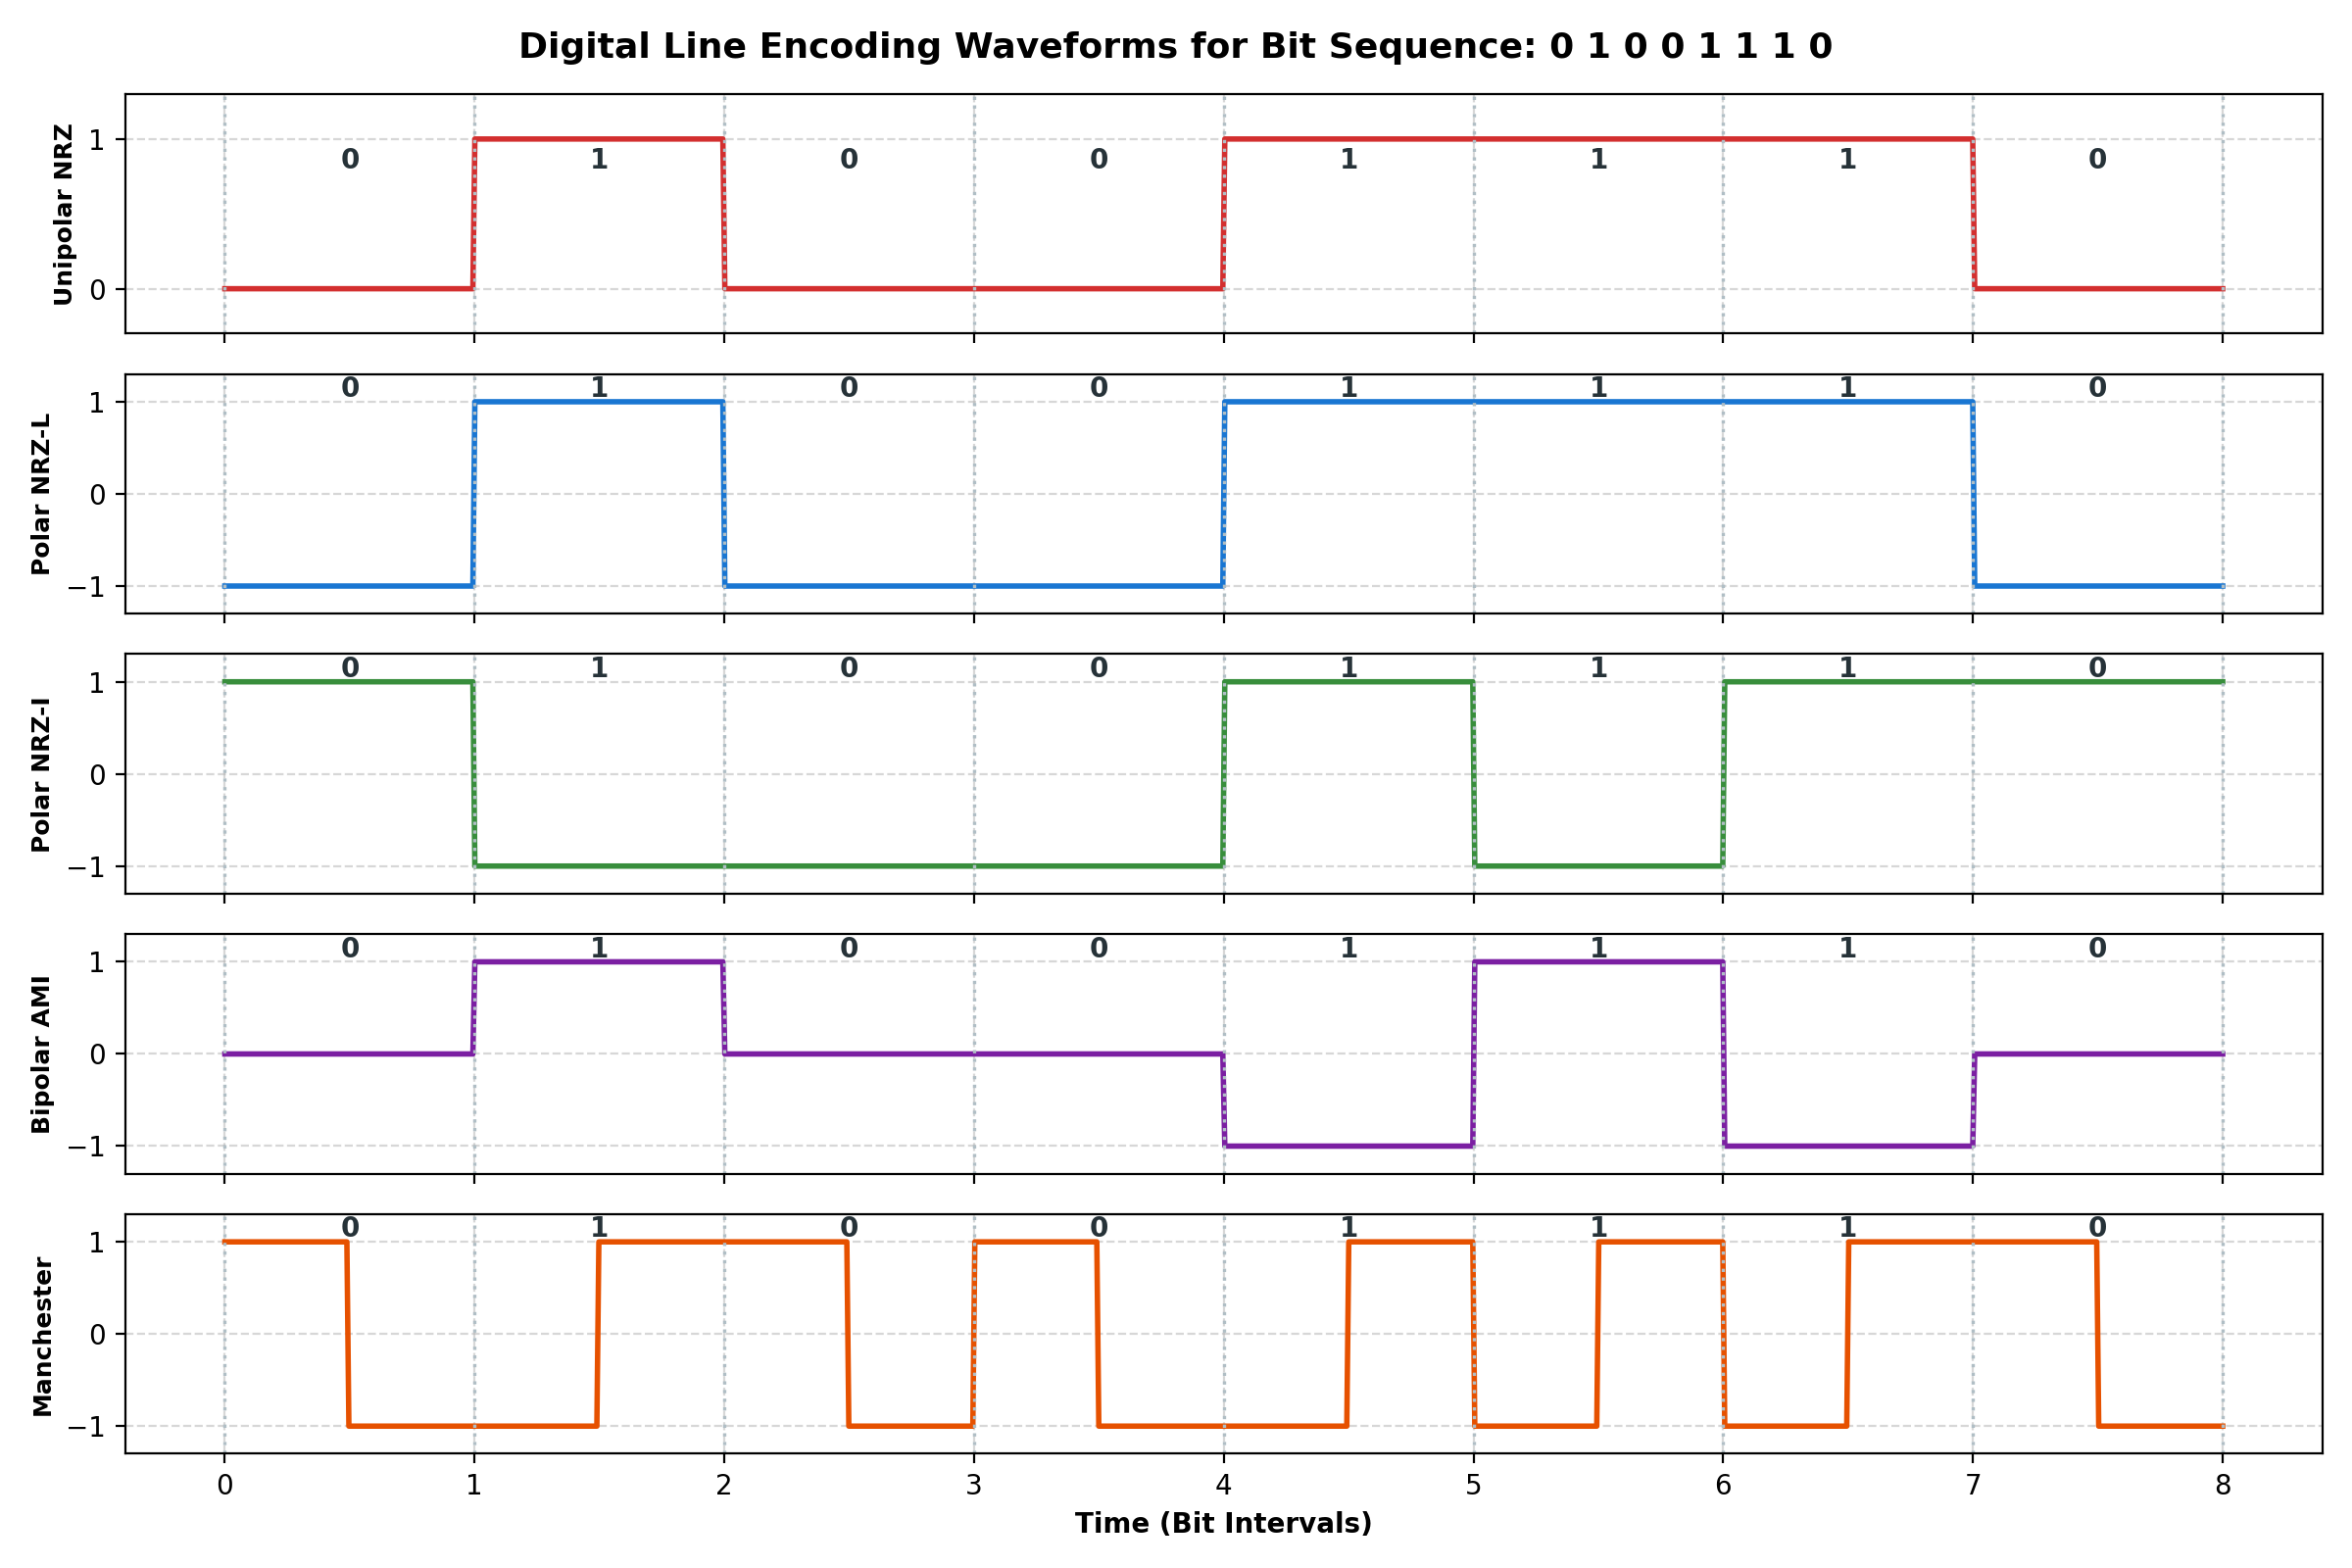 Digital Line Encoding Waveforms for Bit Sequence: 0 1 0 0 1 1 1 0
Unipolar NRZ
1
0
0 1 0 0 1 1 1 0
Polar NRZ-L
1
0
−1
0 1 0 0 1 1 1 0
Polar NRZ-I
1
0
−1
0 1 0 0 1 1 1 0
Bipolar AMI
1
0
−1
0 1 0 0 1 1 1 0
Manchester
1
0
−1
0 1 0 0 1 1 1 0
0 1 2 3 4 5 6 7 8
Time (Bit Intervals)